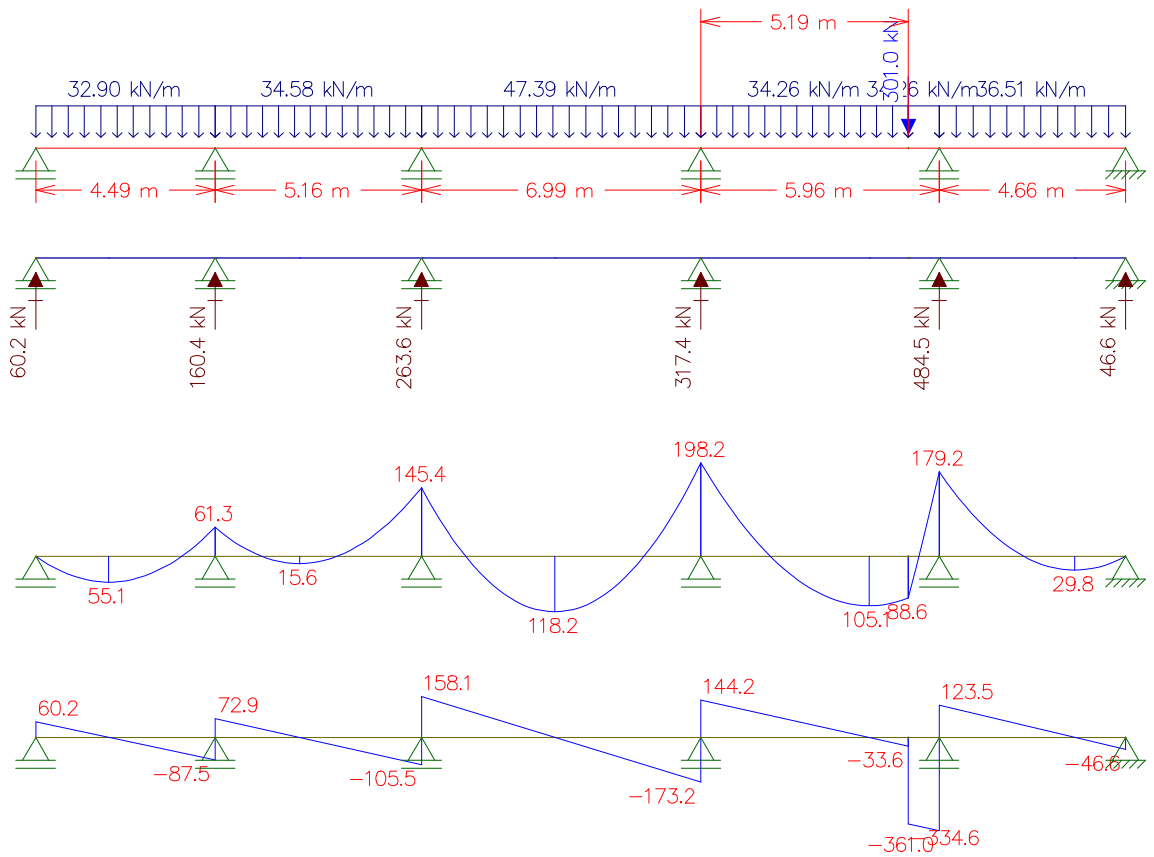 5.19 m
301.0 kN
32.90 kN/m
34.58 kN/m
47.39 kN/m
34.26 kN/m
34.26 kN/m
36.51 kN/m
4.49 m
5.16 m
6.99 m
5.96 m
4.66 m
60.2 kN
160.4 kN
263.6 kN
317.4 kN
484.5 kN
46.6 kN
61.3
145.4
198.2
179.2
55.1
15.6
118.2
105.1
88.6
29.8
60.2
72.9
158.1
144.2
123.5
−87.5
−105.5
−173.2
−33.6
−46.6
−361.0
−334.6